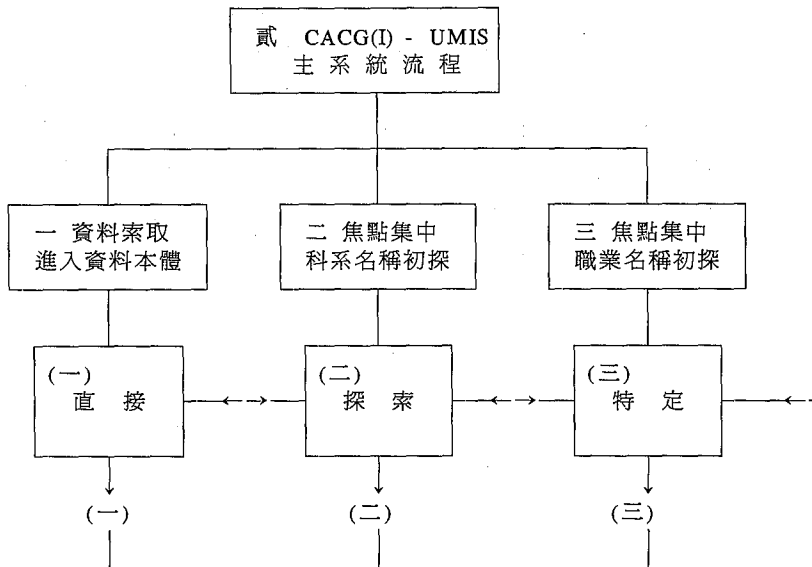 貳 CACG(I) - UMIS
主系統流程
一 資料索取
進入資料本體
二 焦點集中
科系名稱初探
三 焦點集中
職業名稱初探
(一)
直 接
(二)
探 索
(三)
特 定
(一)
(二)
(三)